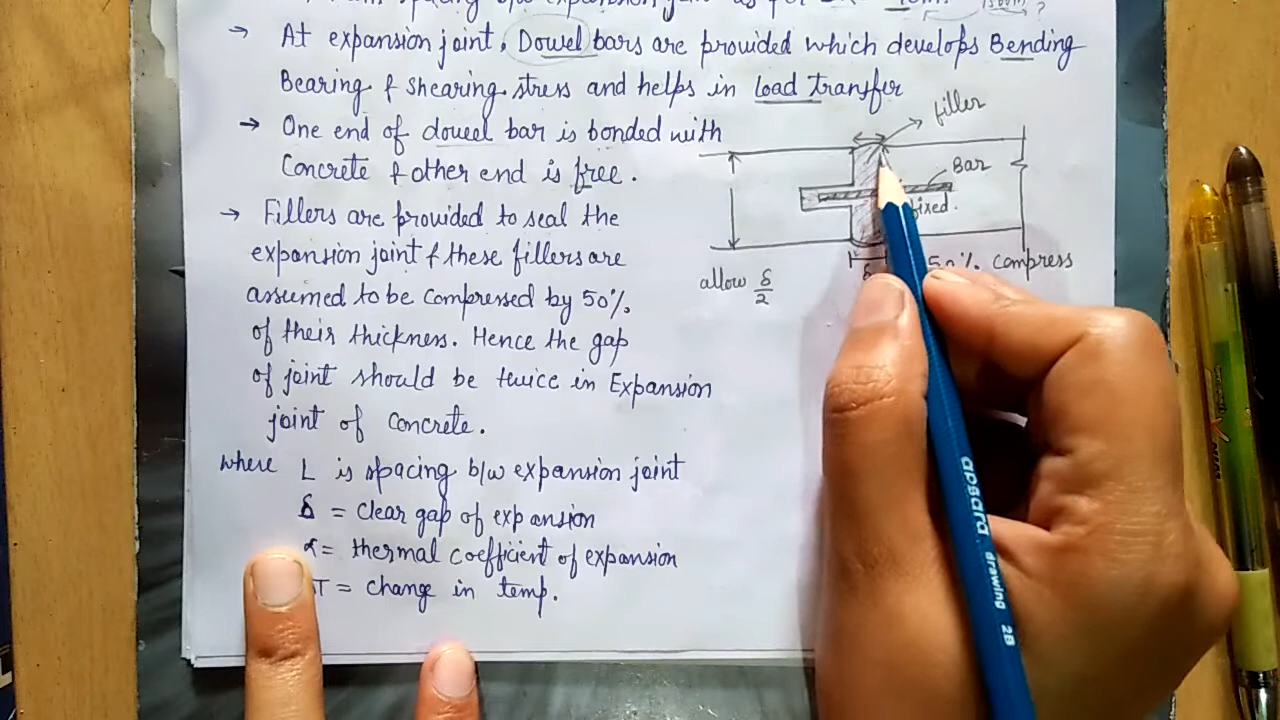 spacing b/w expansion
→ At expansion joint, Dowel bars are provided which develops Bending
Bearing & shearing stress and helps in load transfer
→ One end of dowel bar is bonded with
Concrete & other end is free.
→ Fillers are provided to seal the
expansion joint & these fillers are
assumed to be compressed by 50%
of their thickness. Hence the gap
of joint should be twice in Expansion
joint of concrete.
where L is spacing b/w expansion joint
δ = clear gap of expansion
α = thermal coefficient of expansion
T = change in temp.
filler
Bar
fixed.
δ
50% compress
allow δ/2
apsara drawing 2B